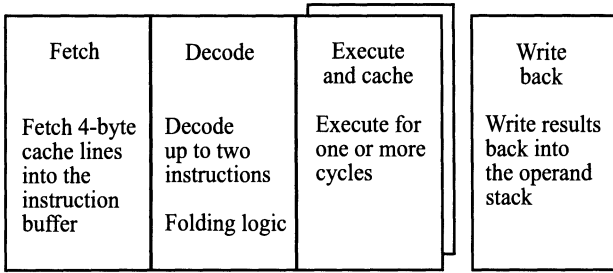 Fetch
Fetch 4-byte
cache lines
into the
instruction
buffer
Decode
Decode
up to two
instructions
Folding logic
Execute
and cache
Execute for
one or more
cycles
Write
back
Write results
back into
the operand
stack